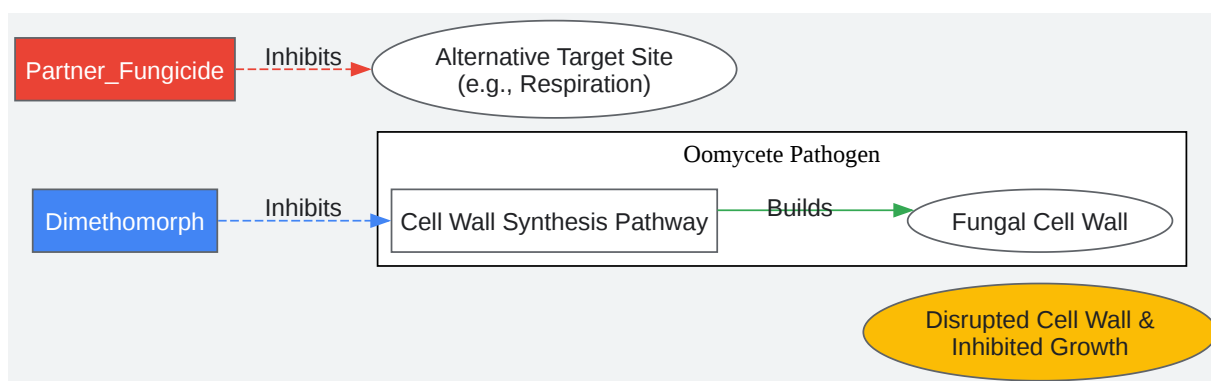 Partner_Fungicide
Inhibits
Alternative Target Site
(e.g., Respiration)
Oomycete Pathogen
Dimethomorph
Inhibits
Cell Wall Synthesis Pathway
Builds
Fungal Cell Wall
Disrupted Cell Wall &
Inhibited Growth